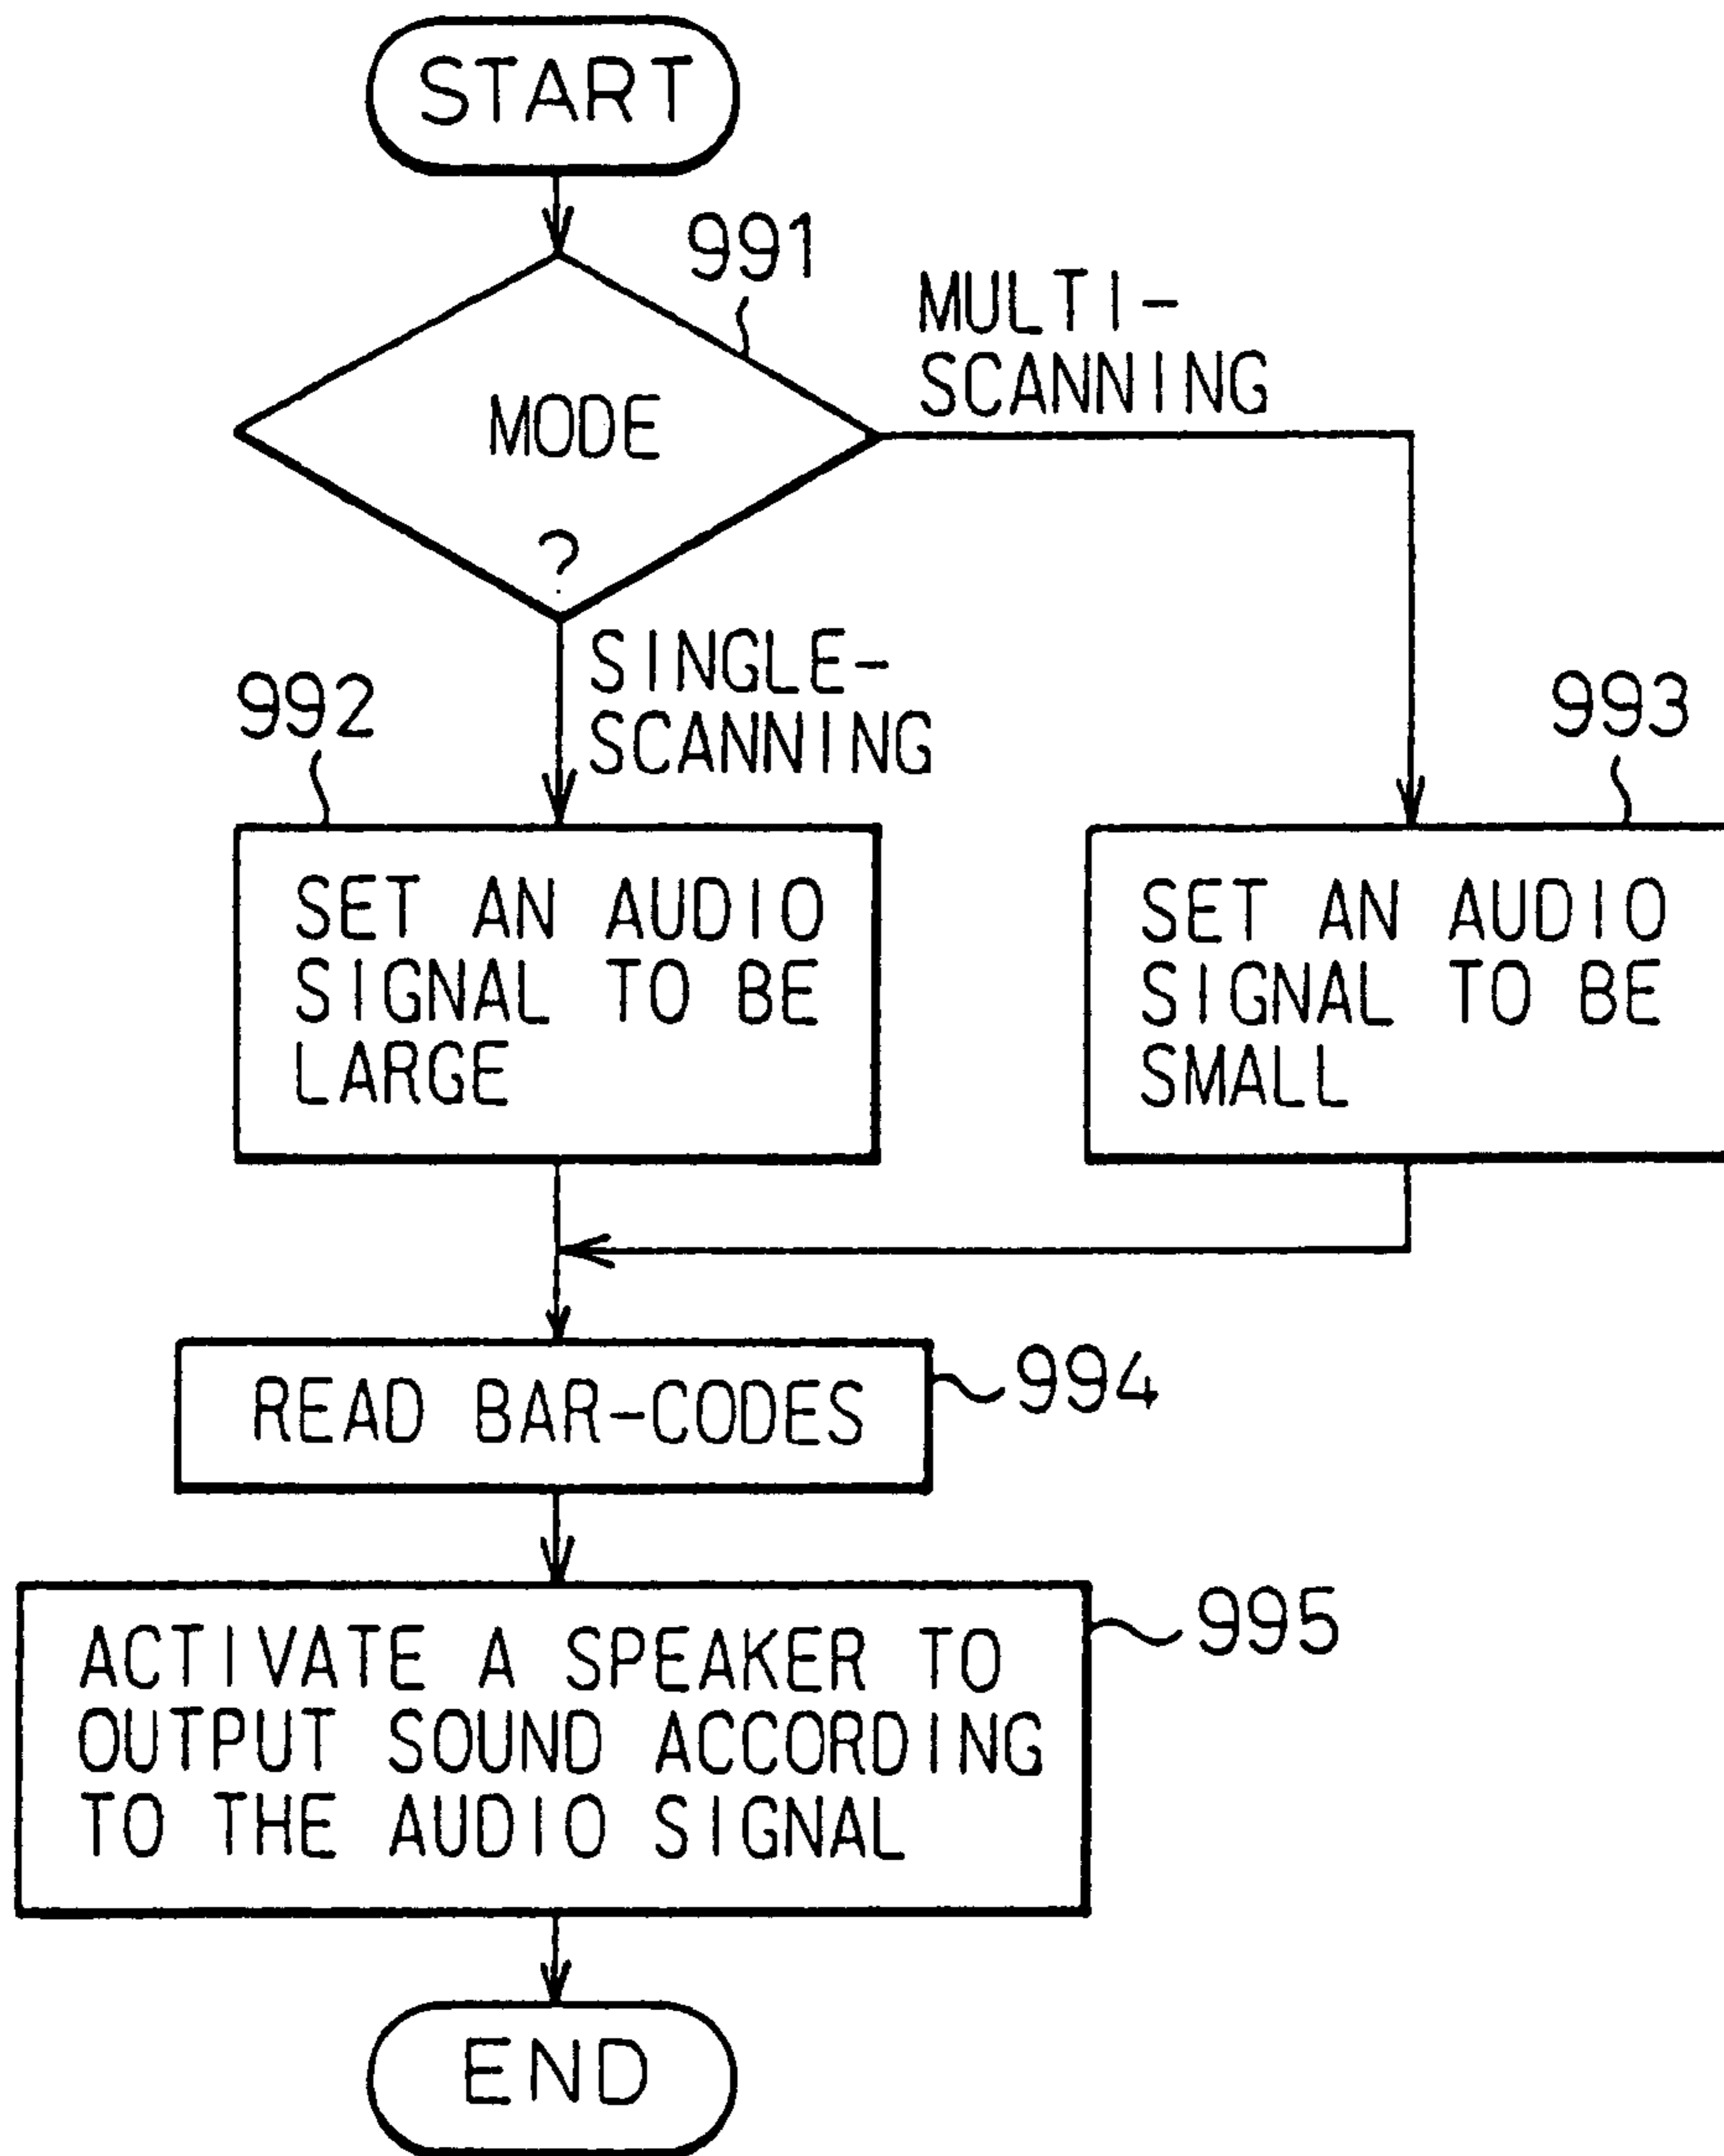 START
991
MULTI-
SCANNING
MODE
?
SINGLE-
SCANNING
992
993
SET AN AUDIO
SIGNAL TO BE
LARGE
SET AN AUDIO
SIGNAL TO BE
SMALL
READ BAR-CODES
994
ACTIVATE A SPEAKER TO
OUTPUT SOUND ACCORDING
TO THE AUDIO SIGNAL
995
END